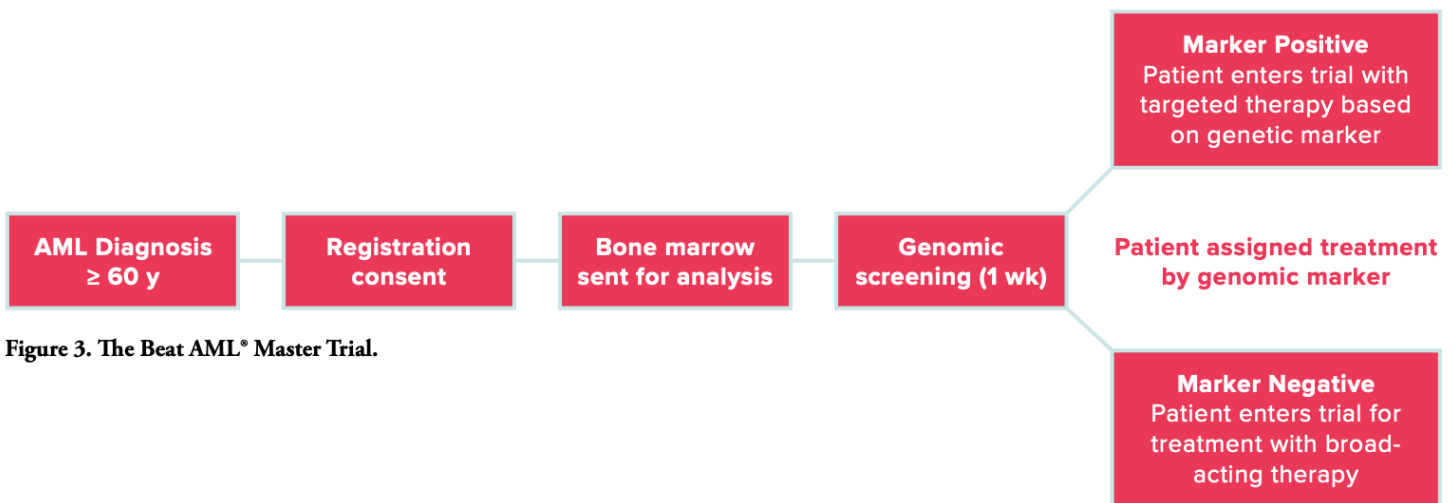 Marker Positive
Patient enters trial with
targeted therapy based
on genetic marker
AML Diagnosis
≥ 60 y
Registration
consent
Bone marrow
sent for analysis
Genomic
screening (1 wk)
Patient assigned treatment
by genomic marker
Figure 3. The Beat AML® Master Trial.
Marker Negative
Patient enters trial for
treatment with broad-
acting therapy